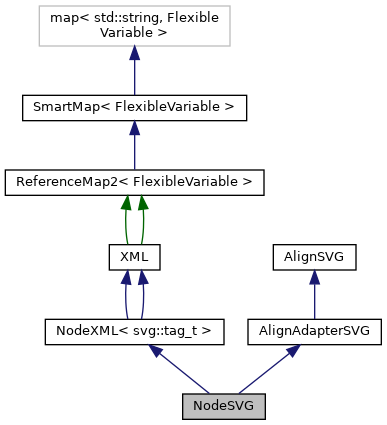 map< std::string, Flexible
Variable >
SmartMap< FlexibleVariable >
ReferenceMap2< FlexibleVariable >
XML
AlignSVG
NodeXML< svg::tag_t >
AlignAdapterSVG
NodeSVG